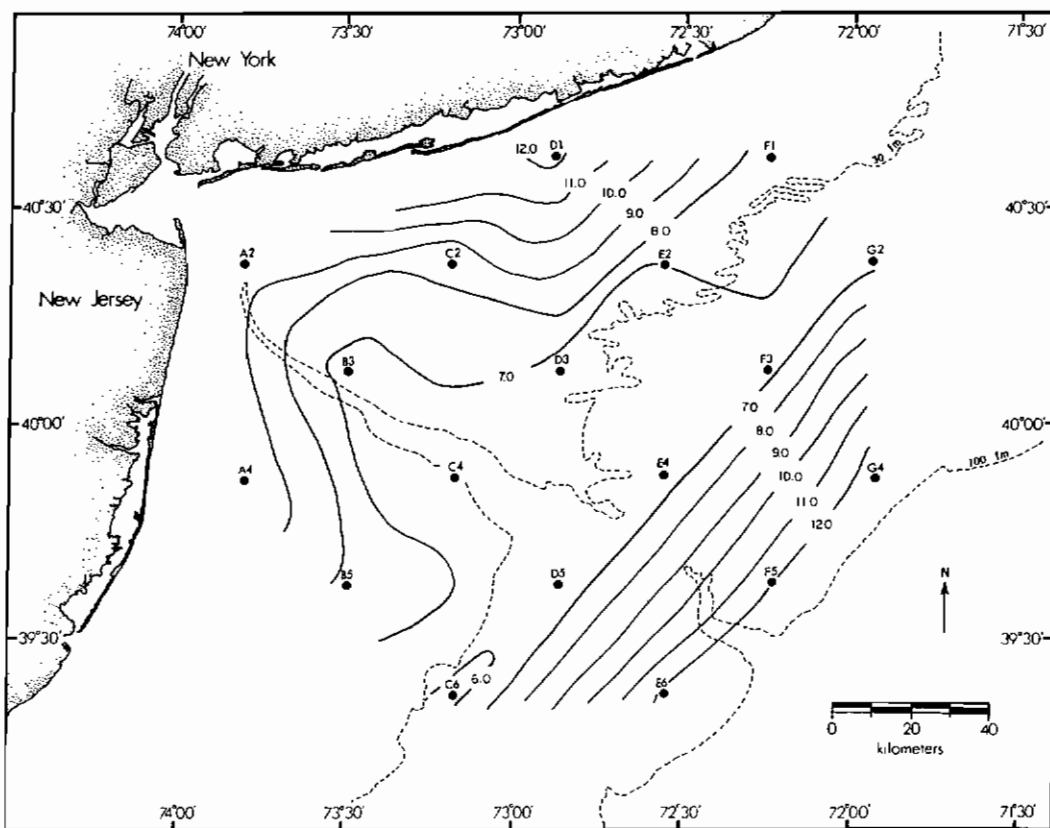 74°00'
73°30'
73°00'
72°30'
72°00'
71°30'
New York
12.0
D1
F1
30 fm
11.0
10.0
40°30'
40°30'
9.0
8.0
A2
C2
E2
G2
New Jersey
B3
D3
F3
7.0
7.0
40°00'
40°00'
8.0
9.0
100 fm
A4
C4
E4
10.0
G4
11.0
12.0
B5
D5
F5
N
39°30'
39°30'
C6
6.0
E6
0
20
40
kilometers
74°00'
73°30'
73°00'
72°30'
72°00'